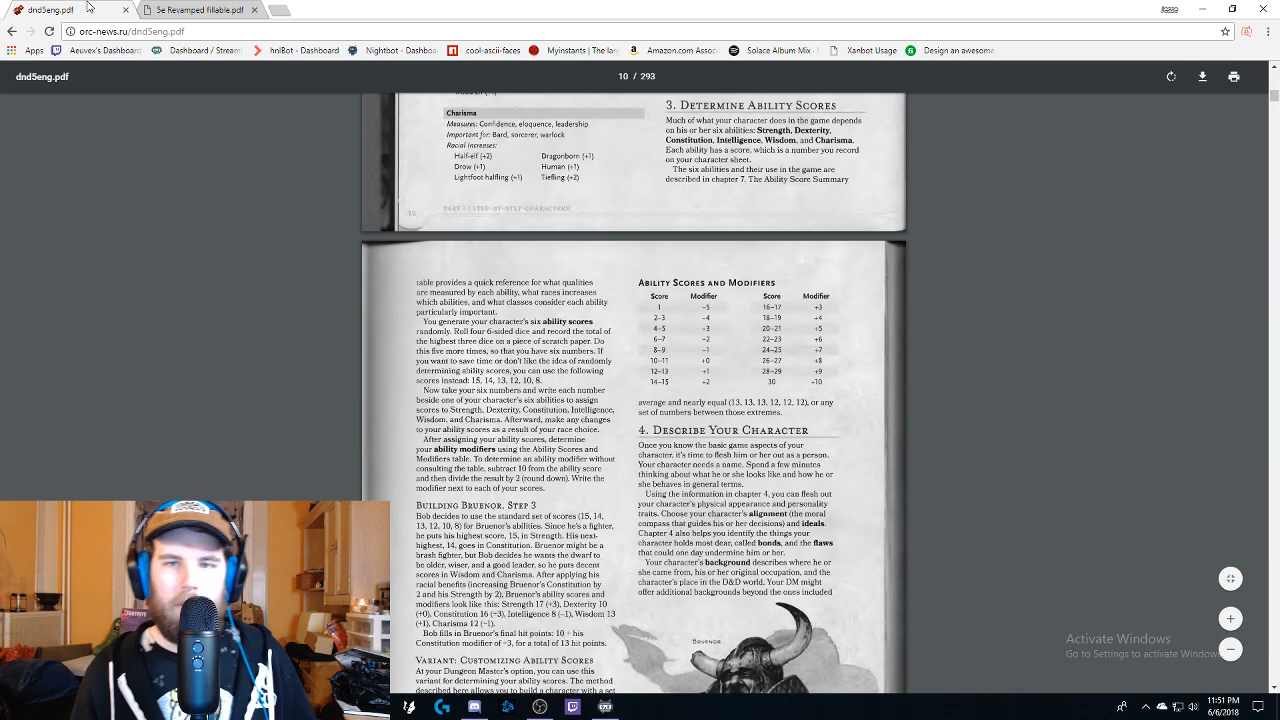 dnd5eng.pdf
5e Revamped fillable.pdf
orc-news.ru/dnd5eng.pdf
Apps
Aeuvex's Dashboard
Dashboard / Stream
hnlBot - Dashboard
Nightbot - Dashboa
cool-ascii-faces
Myinstants | The larg
Amazon.com Assoc
Solace Album Mix -
Xanbot Usage
Design an awesome
dnd5eng.pdf
10 / 293
Charisma
Measures: Confidence, eloquence, leadership
Important for: Bard, sorcerer, warlock
Racial Increases:
Half-elf (+2) Dragonborn (+1)
Drow (+1) Human (+1)
Lightfoot halfling (+1) Tiefling (+2)
12
PART 1 | STEP-BY-STEP CHARACTERS
3. DETERMINE ABILITY SCORES
Much of what your character does in the game depends
on his or her six abilities: Strength, Dexterity,
Constitution, Intelligence, Wisdom, and Charisma.
Each ability has a score, which is a number you record
on your character sheet.
The six abilities and their use in the game are
described in chapter 7. The Ability Score Summary
table provides a quick reference for what qualities
are measured by each ability, what races increases
which abilities, and what classes consider each ability
particularly important.
You generate your character's six ability scores
randomly. Roll four 6-sided dice and record the total of
the highest three dice on a piece of scratch paper. Do
this five more times, so that you have six numbers. If
you want to save time or don't like the idea of randomly
determining ability scores, you can use the following
scores instead: 15, 14, 13, 12, 10, 8.
Now take your six numbers and write each number
beside one of your character's six abilities to assign
scores to Strength, Dexterity, Constitution, Intelligence,
Wisdom, and Charisma. Afterward, make any changes
to your ability scores as a result of your race choice.
After assigning your ability scores, determine
your ability modifiers using the Ability Scores and
Modifiers table. To determine an ability modifier without
consulting the table, subtract 10 from the ability score
and then divide the result by 2 (round down). Write the
modifier next to each of your scores.
BUILDING BRUENOR, STEP 3
Bob decides to use the standard set of scores (15, 14,
13, 12, 10, 8) for Bruenor's abilities. Since he's a fighter,
he puts his highest score, 15, in Strength. His next-
highest, 14, goes in Constitution. Bruenor might be a
brash fighter, but Bob decides he wants the dwarf to
be older, wiser, and a good leader, so he puts decent
scores in Wisdom and Charisma. After applying his
racial benefits (increasing Bruenor's Constitution by
2 and his Strength by 2), Bruenor's ability scores and
modifiers look like this: Strength 17 (+3), Dexterity 10
(+0), Constitution 16 (+3), Intelligence 8 (−1), Wisdom 13
(+1), Charisma 12 (+1).
Bob fills in Bruenor's final hit points: 10 + his
Constitution modifier of +3, for a total of 13 hit points.
VARIANT: CUSTOMIZING ABILITY SCORES
At your Dungeon Master's option, you can use this
variant for determining your ability scores. The method
described here allows you to build a character with a set
ABILITY SCORES AND MODIFIERS
Score Modifier Score Modifier
1 −5 16–17 +3
2–3 −4 18–19 +4
4–5 −3 20–21 +5
6–7 −2 22–23 +6
8–9 −1 24–25 +7
10–11 +0 26–27 +8
12–13 +1 28–29 +9
14–15 +2 30 +10
average and nearly equal (13, 13, 13, 12, 12, 12), or any
set of numbers between those extremes.
4. DESCRIBE YOUR CHARACTER
Once you know the basic game aspects of your
character, it's time to flesh him or her out as a person.
Your character needs a name. Spend a few minutes
thinking about what he or she looks like and how he or
she behaves in general terms.
Using the information in chapter 4, you can flesh out
your character's physical appearance and personality
traits. Choose your character's alignment (the moral
compass that guides his or her decisions) and ideals.
Chapter 4 also helps you identify the things your
character holds most dear, called bonds, and the flaws
that could one day undermine him or her.
Your character's background describes where he or
she came from, his or her original occupation, and the
character's place in the D&D world. Your DM might
offer additional backgrounds beyond the ones included
BRUENOR
Activate Windows
Go to Settings to activate Window
11:51 PM
6/6/2018